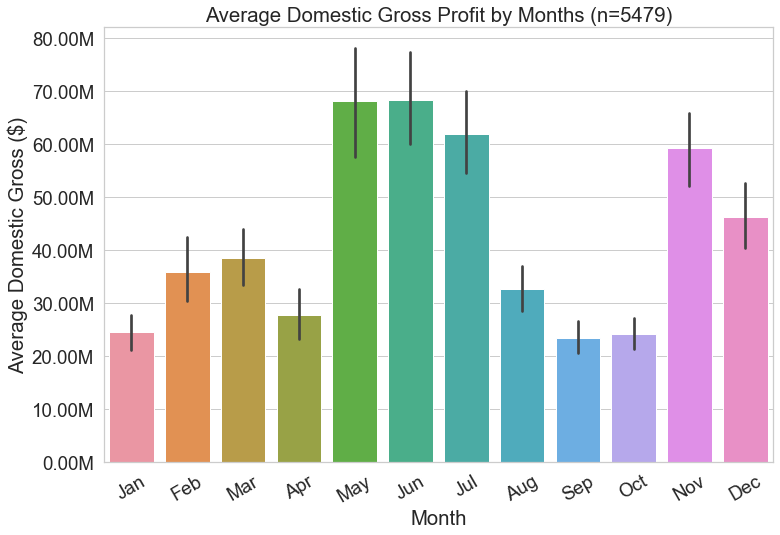 Average Domestic Gross Profit by Months (n=5479)
Average Domestic Gross ($)
80.00M
70.00M
60.00M
50.00M
40.00M
30.00M
20.00M
10.00M
0.00M
Jan Feb Mar Apr May Jun Jul Aug Sep Oct Nov Dec
Month